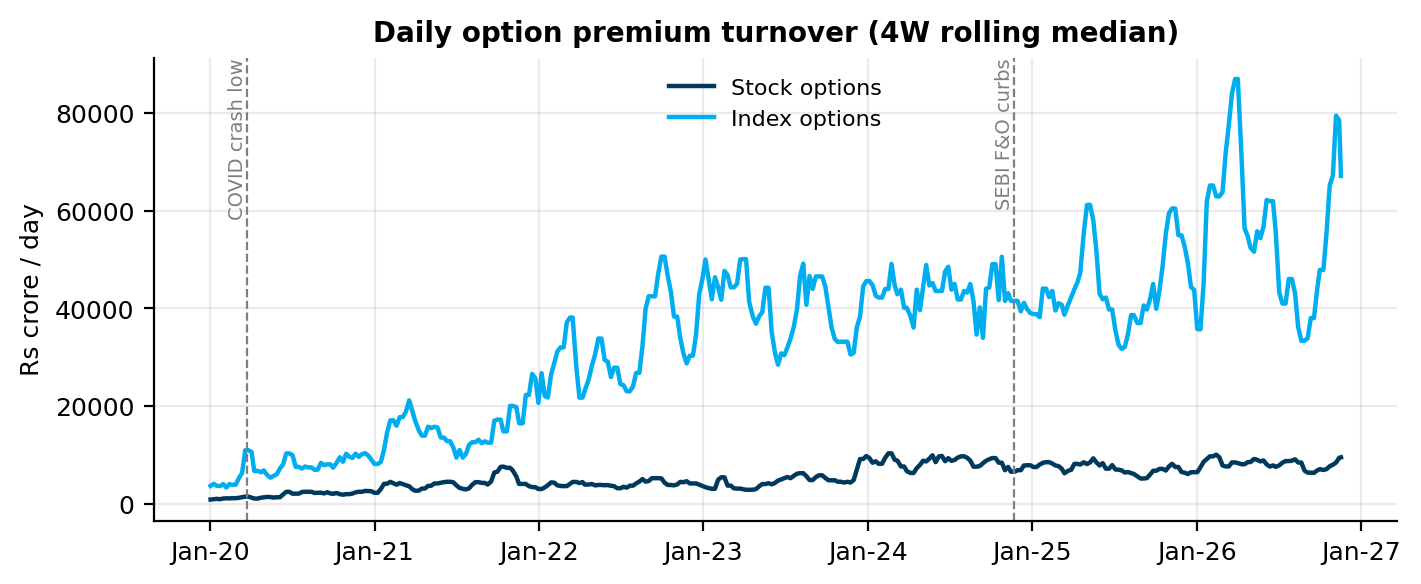 Daily option premium turnover (4W rolling median)
Rs crore / day
80000
60000
40000
20000
0
COVID crash low
SEBI F&O curbs
Stock options
Index options
Jan-20
Jan-21
Jan-22
Jan-23
Jan-24
Jan-25
Jan-26
Jan-27